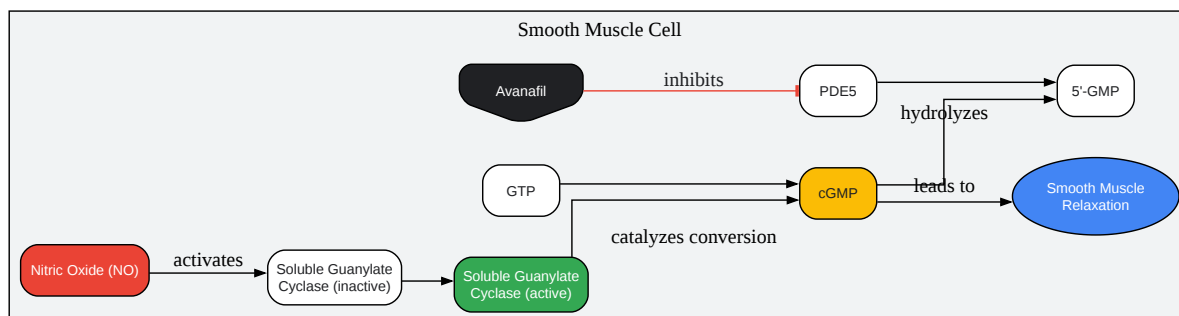 Smooth Muscle Cell
Avanafil
inhibits
PDE5
5'-GMP
hydrolyzes
GTP
cGMP
leads to
Smooth Muscle
Relaxation
catalyzes conversion
Nitric Oxide (NO)
activates
Soluble Guanylate
Cyclase (inactive)
Soluble Guanylate
Cyclase (active)